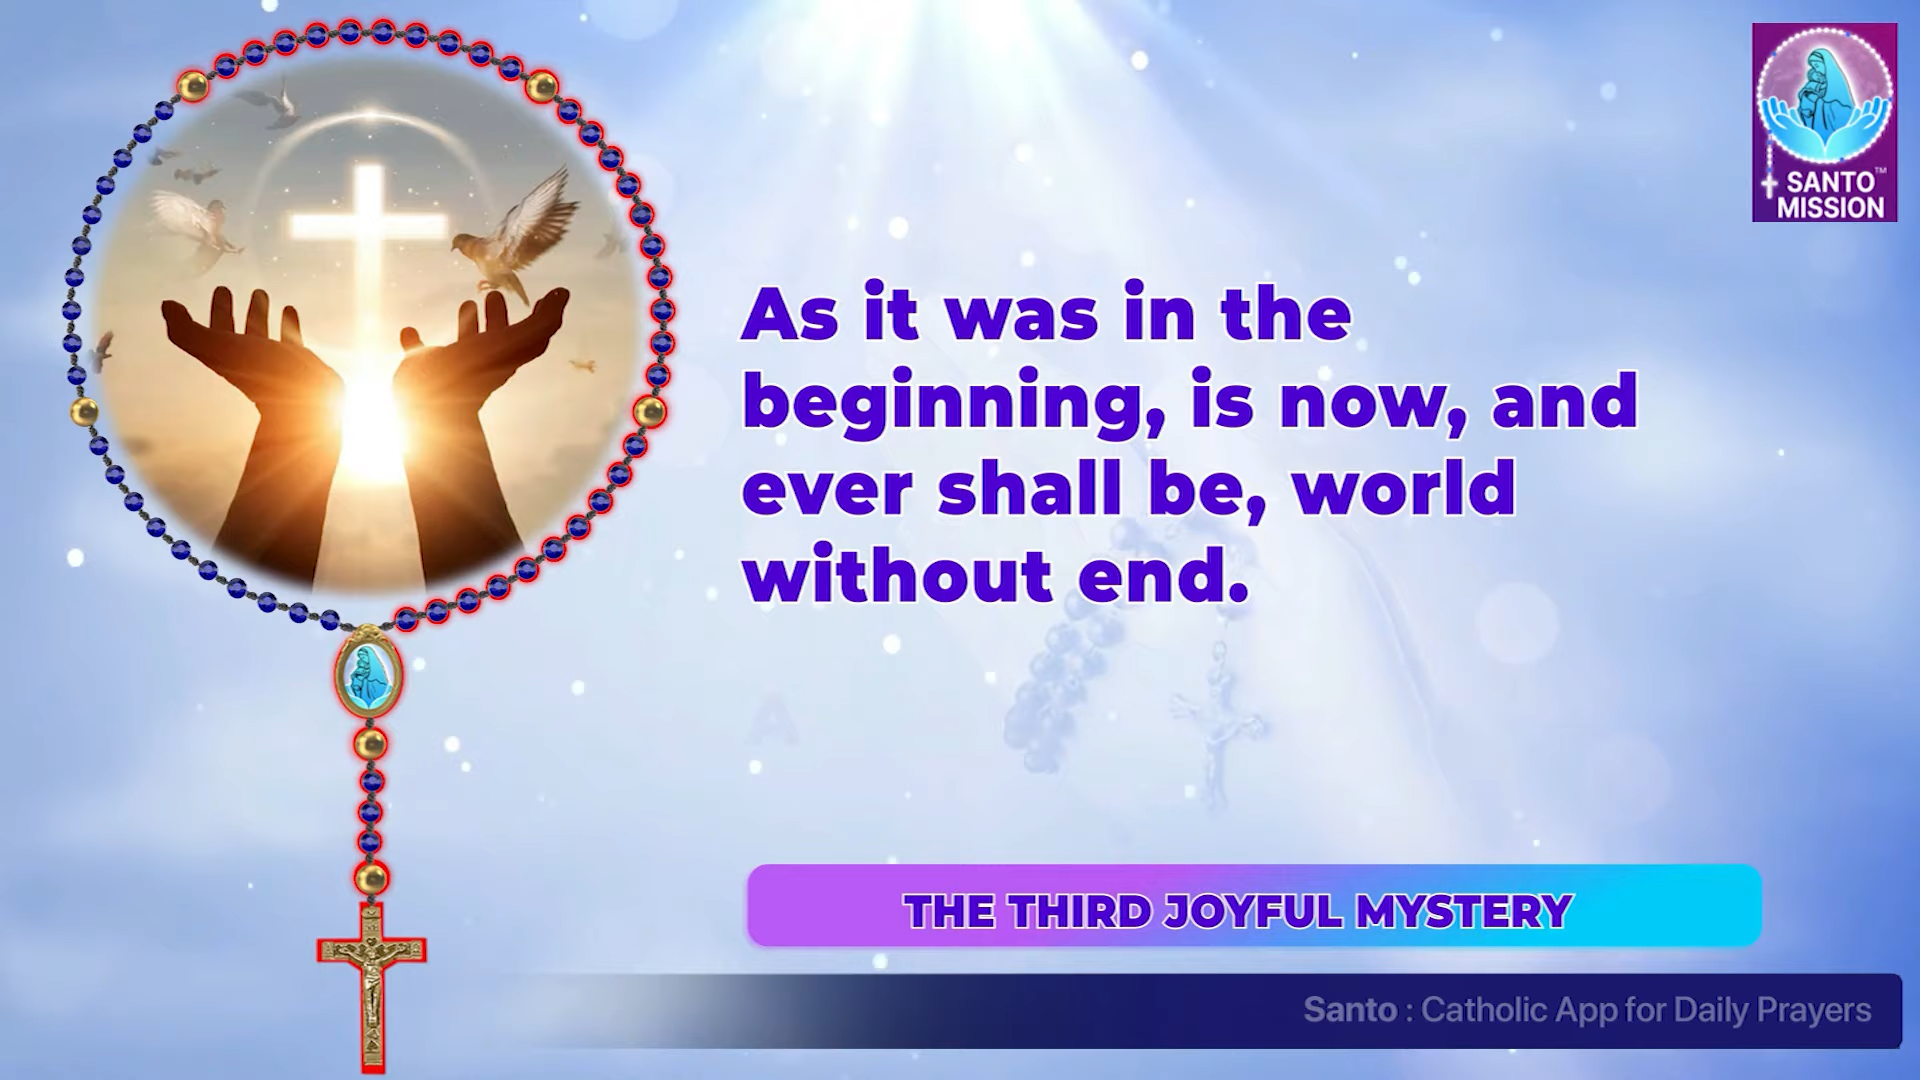 SANTO™
MISSION
As it was in the
beginning, is now, and
ever shall be, world
without end.
A
THE THIRD JOYFUL MYSTERY
Santo : Catholic App for Daily Prayers